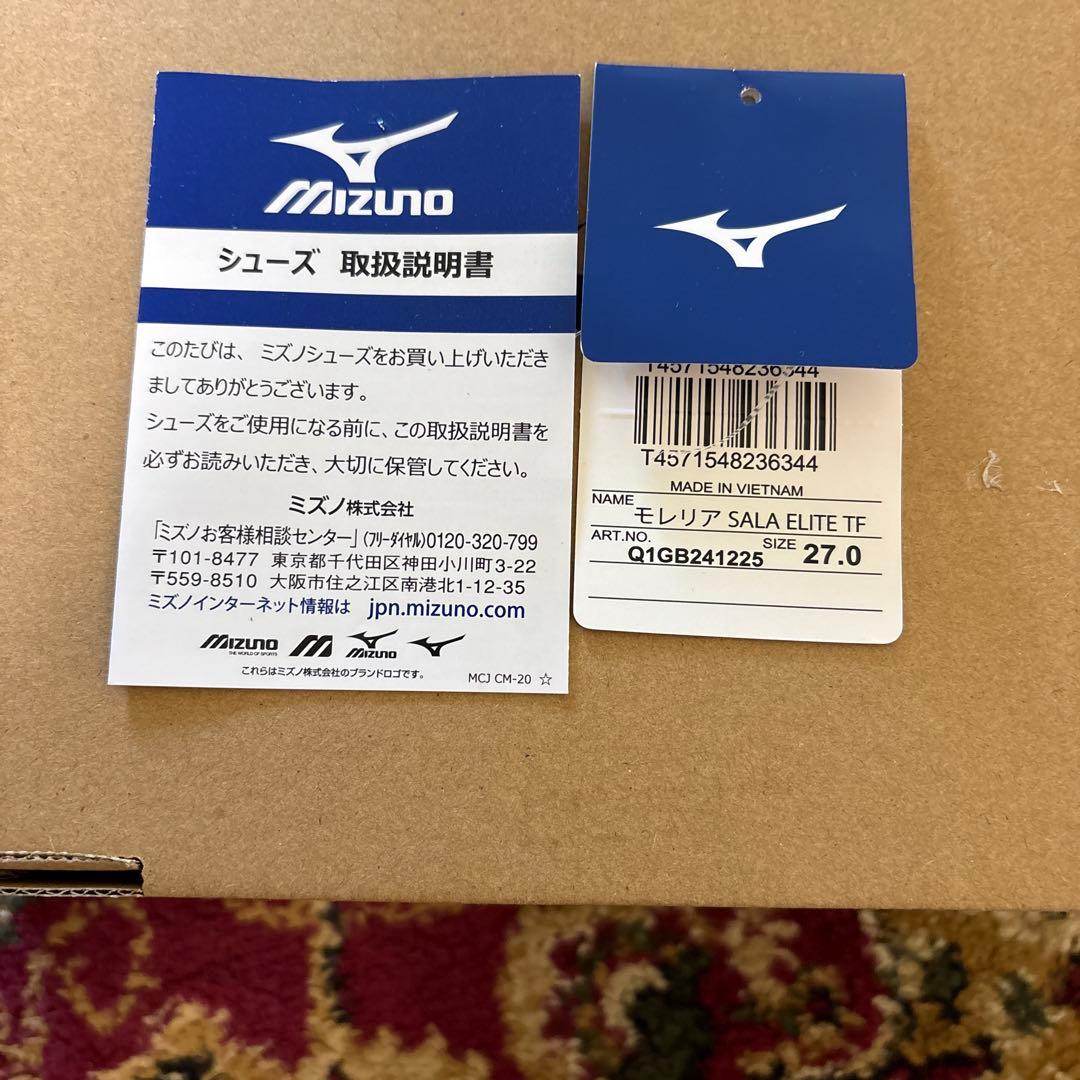 MIZUNO
シューズ 取扱説明書
このたびは、ミズノシューズをお買い上げいただき
ましてありがとうございます。
シューズをご使用になる前に、この取扱説明書を
必ずお読みいただき、大切に保管してください。
ミズノ株式会社
「ミズノお客様相談センター」(フリーダイヤル)0120-320-799
〒101-8477 東京都千代田区神田小川町3-22
〒559-8510 大阪市住之江区南港北1-12-35
ミズノインターネット情報は jpn.mizuno.com
MIZUNO
THE WORLD OF SPORTS
MIZUNO
これらはミズノ株式会社のブランドロゴです。
MCJ CM-20 ☆
T4571548236344
T4571548236344
MADE IN VIETNAM
NAME モレリア SALA ELITE TF
ART.NO. Q1GB241225 SIZE 27.0